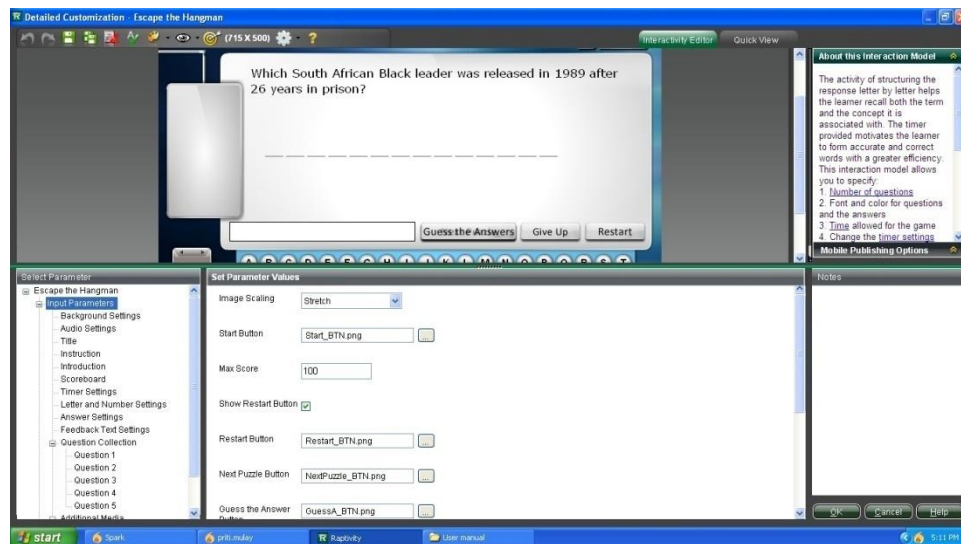 Detailed Customization - Escape the Hangman
(715 X 500)
?
Interactivity Editor
Quick View
Which South African Black leader was released in 1989 after
26 years in prison?
Guess the Answers
Give Up
Restart
A B C D E F G H I J K L M N O P Q R S T
About this Interaction Model
The activity of structuring the
response letter by letter helps
the learner recall both the term
and the concept it is
associated with. The timer
provided motivates the learner
to form accurate and correct
words with a greater efficiency.
This interaction model allows
you to specify:
1. Number of questions
2. Font and color for questions
and the answers
3. Time allowed for the game
4. Change the timer settings
Mobile Publishing Options
Select Parameter
Escape the Hangman
Input Parameters
Background Settings
Audio Settings
Title
Instruction
Introduction
Scoreboard
Timer Settings
Letter and Number Settings
Answer Settings
Feedback Text Settings
Question Collection
Question 1
Question 2
Question 3
Question 4
Question 5
Additional Media
Set Parameter Values
Image Scaling
Stretch
Start Button
Start_BTN.png
...
Max Score
100
Show Restart Button
Restart Button
Restart_BTN.png
...
Next Puzzle Button
NextPuzzle_BTN.png
...
Guess the Answer
Button
GuessA_BTN.png
...
Notes
OK
Cancel
Help
start
Spark
priti.mulay
Raptivity
User manual
5:11 PM